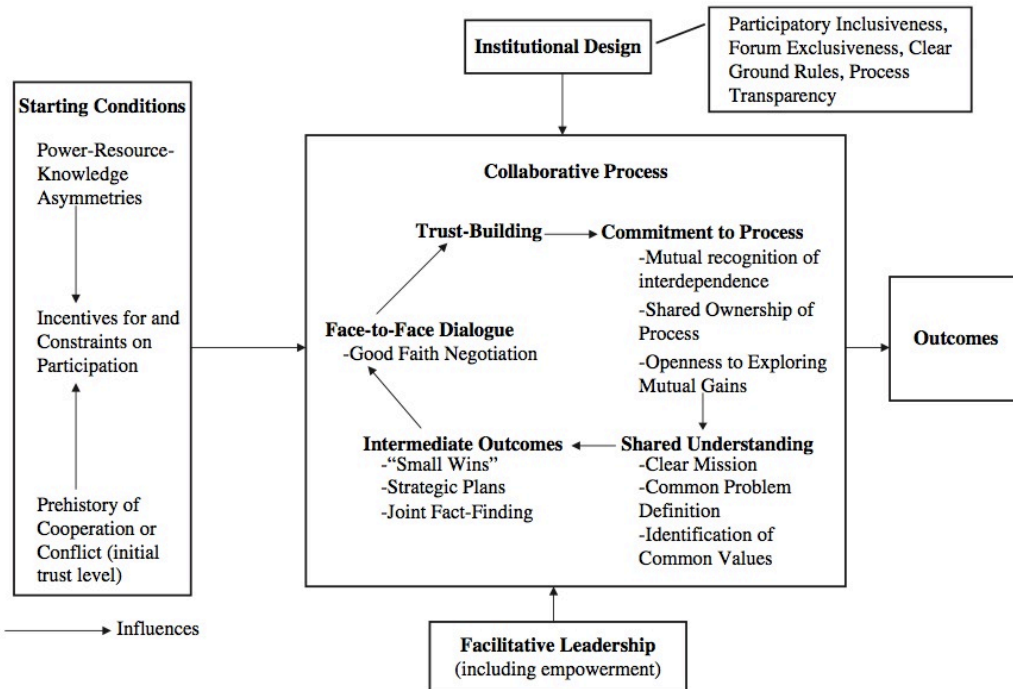 Institutional Design
Participatory Inclusiveness,
Forum Exclusiveness, Clear
Ground Rules, Process
Transparency
Starting Conditions
Power-Resource-
Knowledge
Asymmetries
Incentives for and
Constraints on
Participation
Prehistory of
Cooperation or
Conflict (initial
trust level)
Influences
Collaborative Process
Trust-Building
Commitment to Process
-Mutual recognition of
interdependence
-Shared Ownership of
Process
-Openness to Exploring
Mutual Gains
Face-to-Face Dialogue
-Good Faith Negotiation
Intermediate Outcomes
-“Small Wins”
-Strategic Plans
-Joint Fact-Finding
Shared Understanding
-Clear Mission
-Common Problem
Definition
-Identification of
Common Values
Outcomes
Facilitative Leadership
(including empowerment)